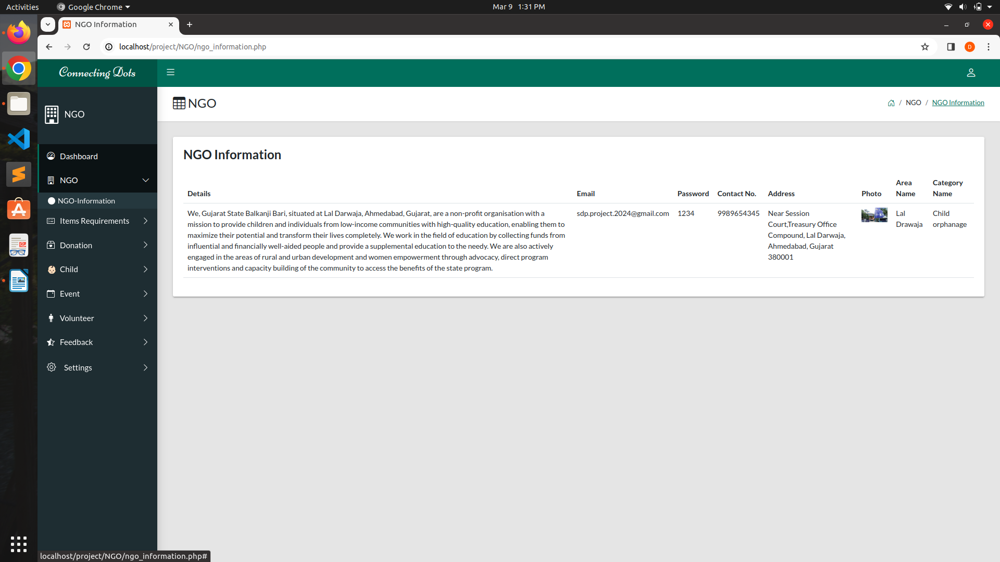 Activities
Google Chrome
Mar 9 1:31 PM
NGO Information
localhost/project/NGO/ngo_information.php
D
Connecting Dots
NGO
NGO
/ NGO / NGO Information
Dashboard
NGO
NGO-Information
Items Requirements
Donation
Child
Event
Volunteer
Feedback
Settings
NGO Information
Details
Email
Password
Contact No.
Address
Photo
Area
Name
Category
Name
We, Gujarat State Balkanji Bari, situated at Lal Darwaja, Ahmedabad, Gujarat, are a non-profit organisation with a
mission to provide children and individuals from low-income communities with high-quality education, enabling them to
maximize their potential and transform their lives completely. We work in the field of education by collecting funds from
influential and financially well-aided people and provide a supplemental education to the needy. We are also actively
engaged in the areas of rural and urban development and women empowerment through advocacy, direct program
interventions and capacity building of the community to access the benefits of the state program.
sdp.project.2024@gmail.com
1234
9989654345
Near Session
Court,Treasury Office
Compound, Lal Darwaja,
Ahmedabad, Gujarat
380001
Lal
Drawaja
Child
orphanage
localhost/project/NGO/ngo_information.php#